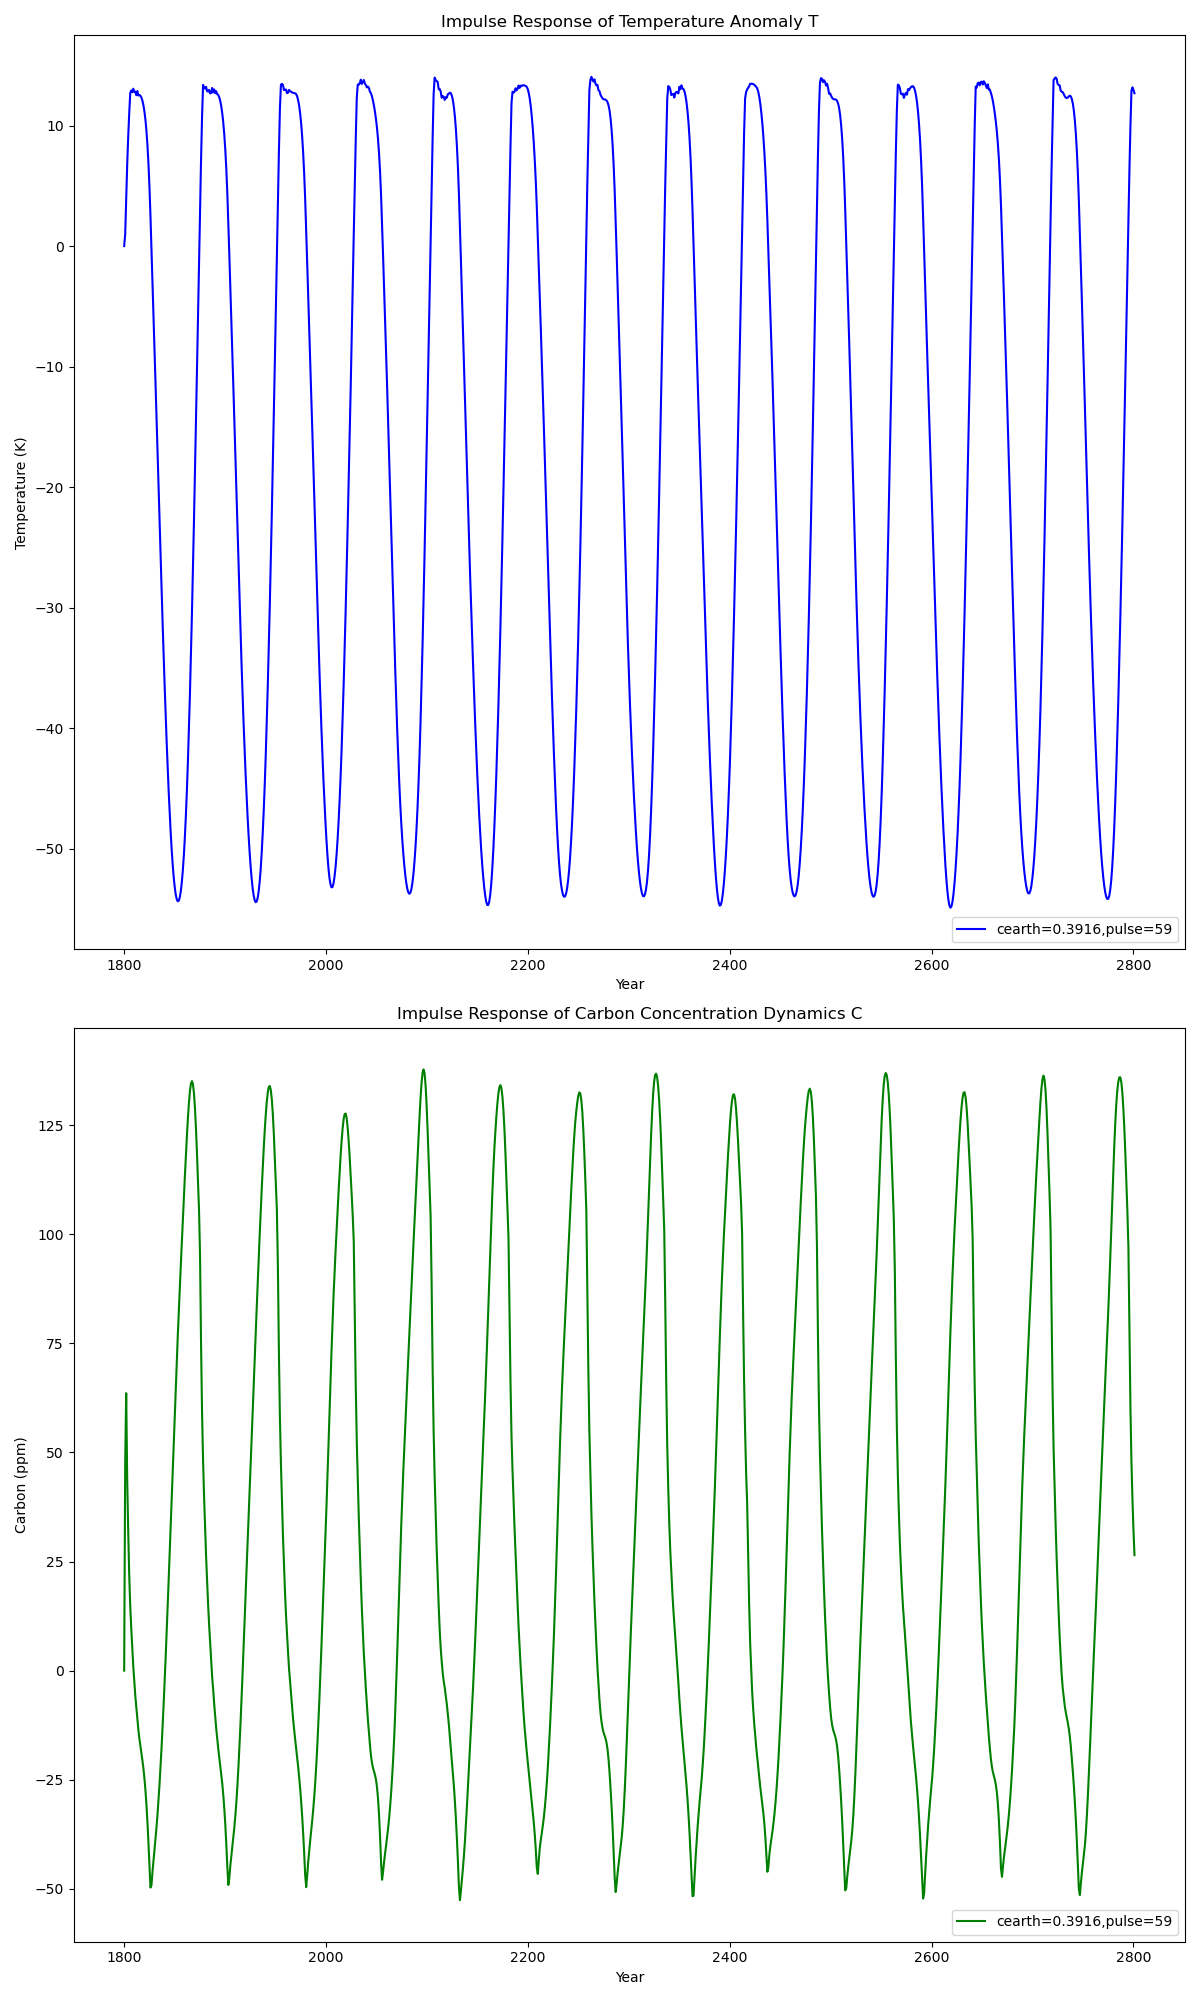 Impulse Response of Temperature Anomaly T
10
0
−10
−20
−30
−40
−50
Temperature (K)
cearth=0.3916,pulse=59
1800 2000 2200 2400 2600 2800
Year
Impulse Response of Carbon Concentration Dynamics C
125
100
75
50
25
0
−25
−50
Carbon (ppm)
cearth=0.3916,pulse=59
1800 2000 2200 2400 2600 2800
Year